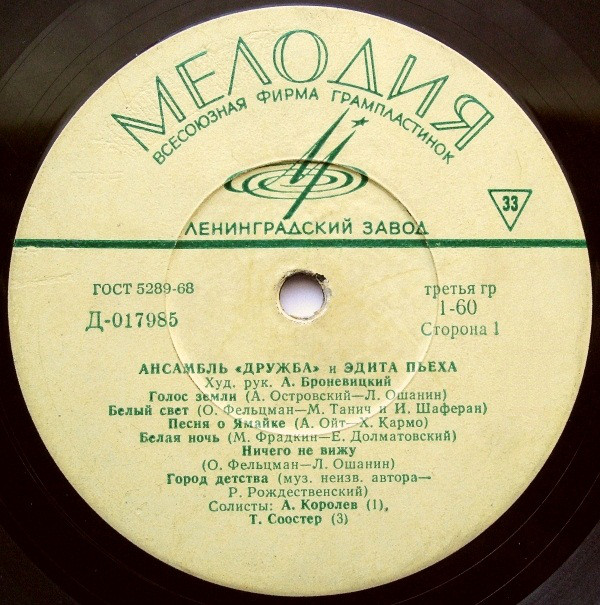 МЕЛОДИЯ
ВСЕСОЮЗНАЯ ФИРМА ГРАМПЛАСТИНОК
ЛЕНИНГРАДСКИЙ ЗАВОД
33
ГОСТ 5289-68
Д-017985
третья гр
1-60
Сторона 1
АНСАМБЛЬ «ДРУЖБА» и ЭДИТА ПЬЕХА
Худ. рук. А. Броневицкий
Голос земли (А. Островский—Л. Ошанин)
Белый свет (О. Фельцман—М. Танич и И. Шаферан)
Песня о Ямайке (А. Ойт—Х. Кармо)
Белая ночь (М. Фрадкин—Е. Долматовский)
Ничего не вижу
(О. Фельцман—Л. Ошанин)
Город детства (муз. неизв. автора—
Р. Рождественский)
Солисты: А. Королев (1),
Т. Соостер (3)